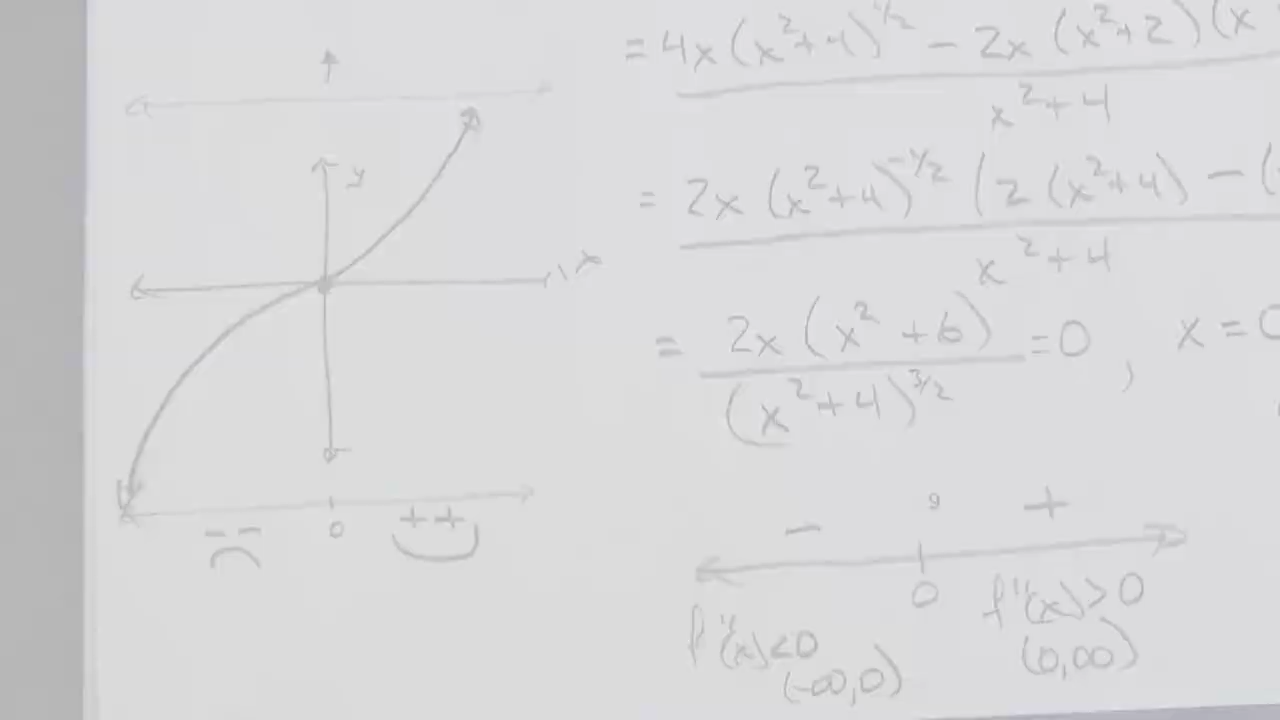 y
x
-- 0 ++
= 4x(x²+4)^1/2 − 2x(x²+2)(x
x²+4
= 2x(x²+4)^-1/2 (2(x²+4) − (
x²+4
= 2x(x²+6) = 0, x = 0
(x²+4)^3/2
− +
0
f''(x)<0 f''(x)>0
(-∞,0) (0,∞)